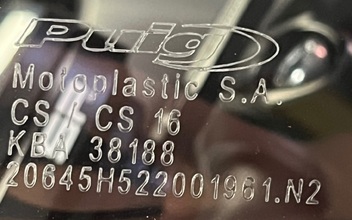 Puig
Motoplastic S.A.
CS / CS 16
KBA 38188
20645H522001961.N2